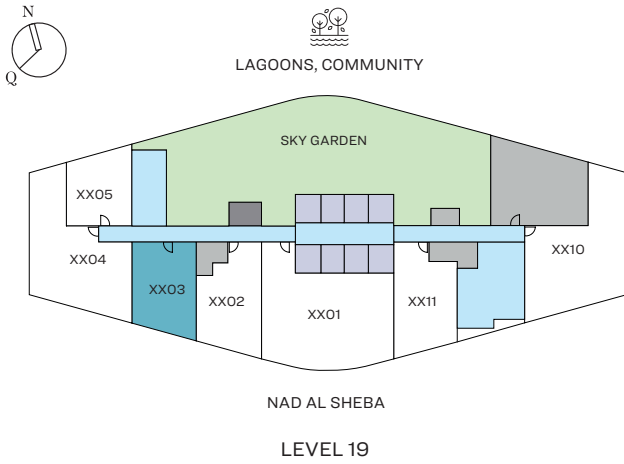 N
Q
LAGOONS, COMMUNITY
SKY GARDEN
XX05
XX04
XX03
XX02
XX01
XX11
XX10
NAD AL SHEBA
LEVEL 19